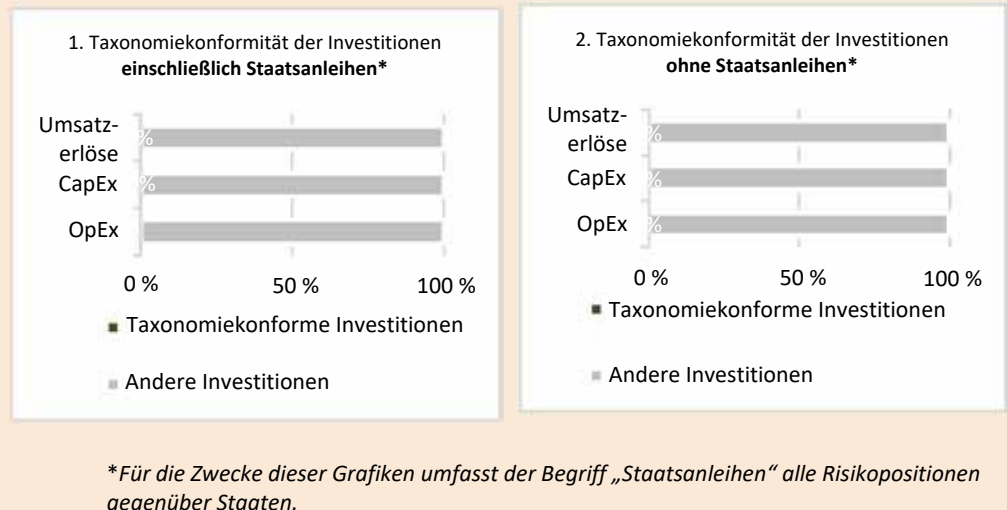 1. Taxonomiekonformität der Investitionen
einschließlich Staatsanleihen*
Umsatz-
erlöse
%
CapEx
%
OpEx
0 %
50 %
100 %
Taxonomiekonforme Investitionen
Andere Investitionen
2. Taxonomiekonformität der Investitionen
ohne Staatsanleihen*
Umsatz-
erlöse
%
CapEx
%
OpEx
%
0 %
50 %
100 %
Taxonomiekonforme Investitionen
Andere Investitionen
*Für die Zwecke dieser Grafiken umfasst der Begriff „Staatsanleihen“ alle Risikopositionen
gegenüber Staaten.